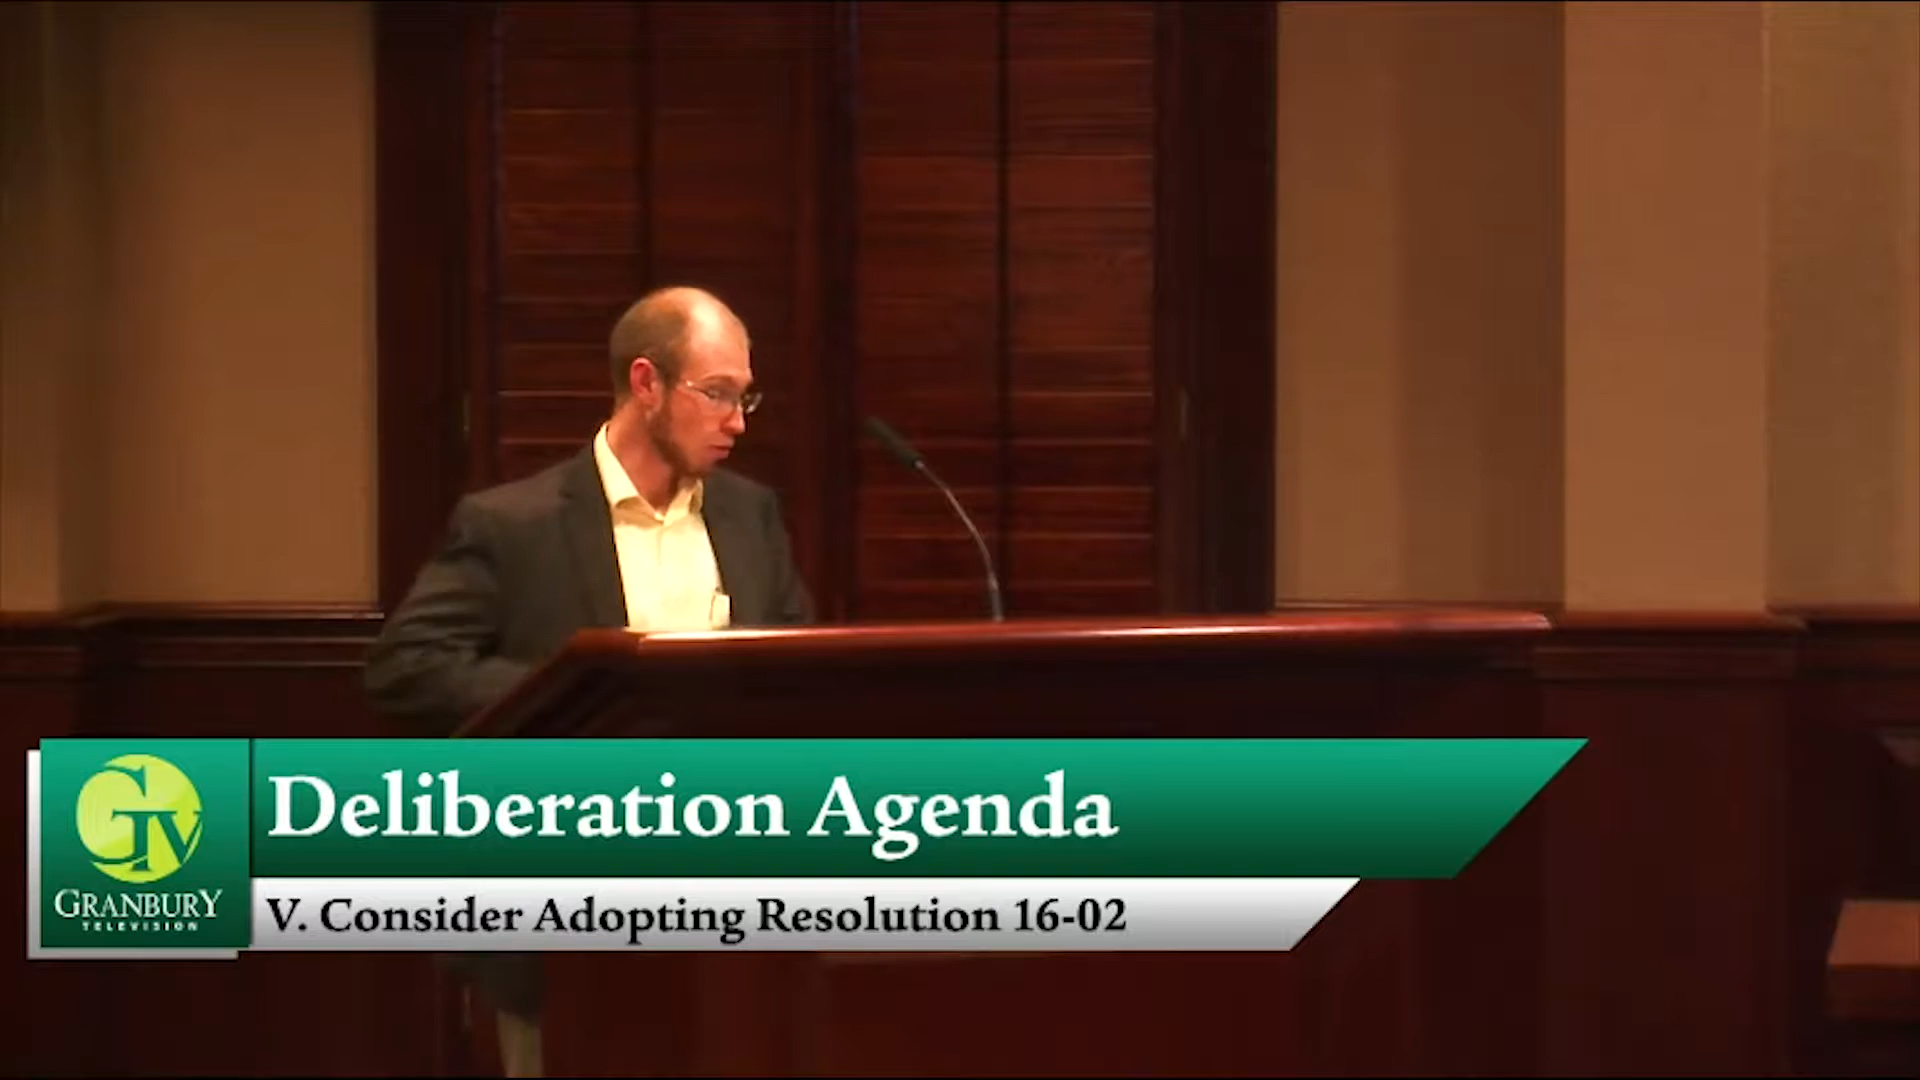 Deliberation Agenda
GTV
GRANBURY
TELEVISION
V. Consider Adopting Resolution 16-02